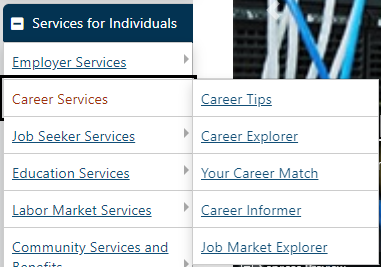 Services for Individuals
Employer Services
Career Services
Job Seeker Services
Education Services
Labor Market Services
Community Services and
Benefits
Career Tips
Career Explorer
Your Career Match
Career Informer
Job Market Explorer